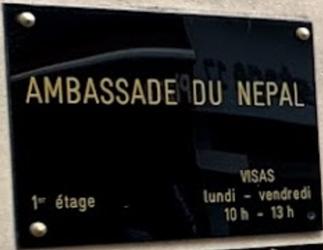 AMBASSADE DU NEPAL
VISAS
1er étage
lundi - vendredi
10 h - 13 h